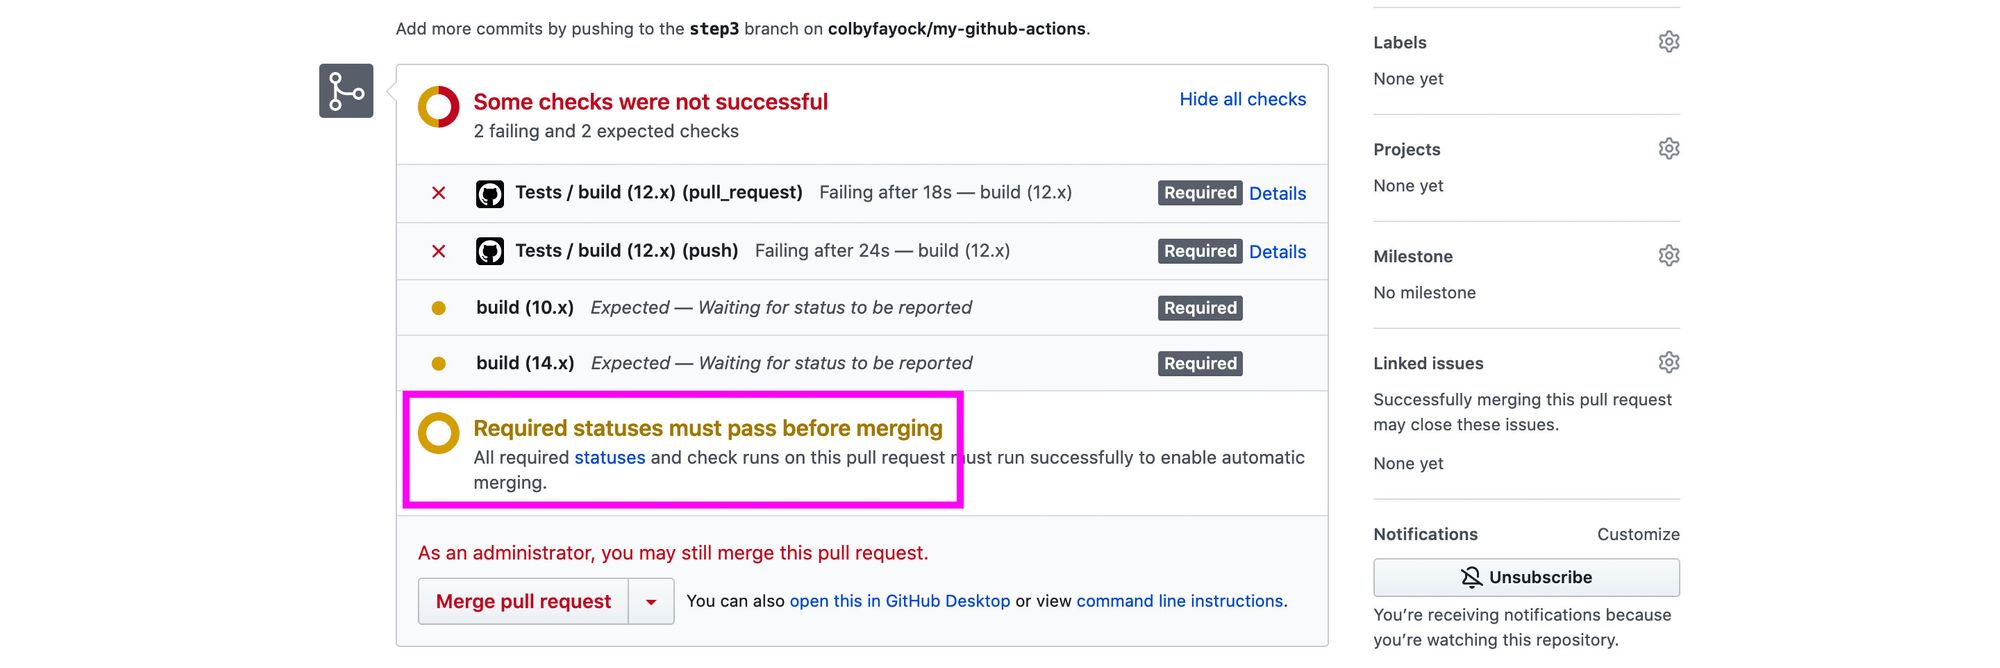 Add more commits by pushing to the step3 branch on colbyfayock/my-github-actions.
Some checks were not successful
Hide all checks
2 failing and 2 expected checks
Tests / build (12.x) (pull_request) Failing after 18s — build (12.x) Required Details
Tests / build (12.x) (push) Failing after 24s — build (12.x) Required Details
build (10.x) Expected — Waiting for status to be reported Required
build (14.x) Expected — Waiting for status to be reported Required
Required statuses must pass before merging
All required statuses and check runs on this pull request must run successfully to enable automatic
merging.
As an administrator, you may still merge this pull request.
Merge pull request You can also open this in GitHub Desktop or view command line instructions.
Labels
None yet
Projects
None yet
Milestone
No milestone
Linked issues
Successfully merging this pull request
may close these issues.
None yet
Notifications Customize
Unsubscribe
You’re receiving notifications because
you’re watching this repository.